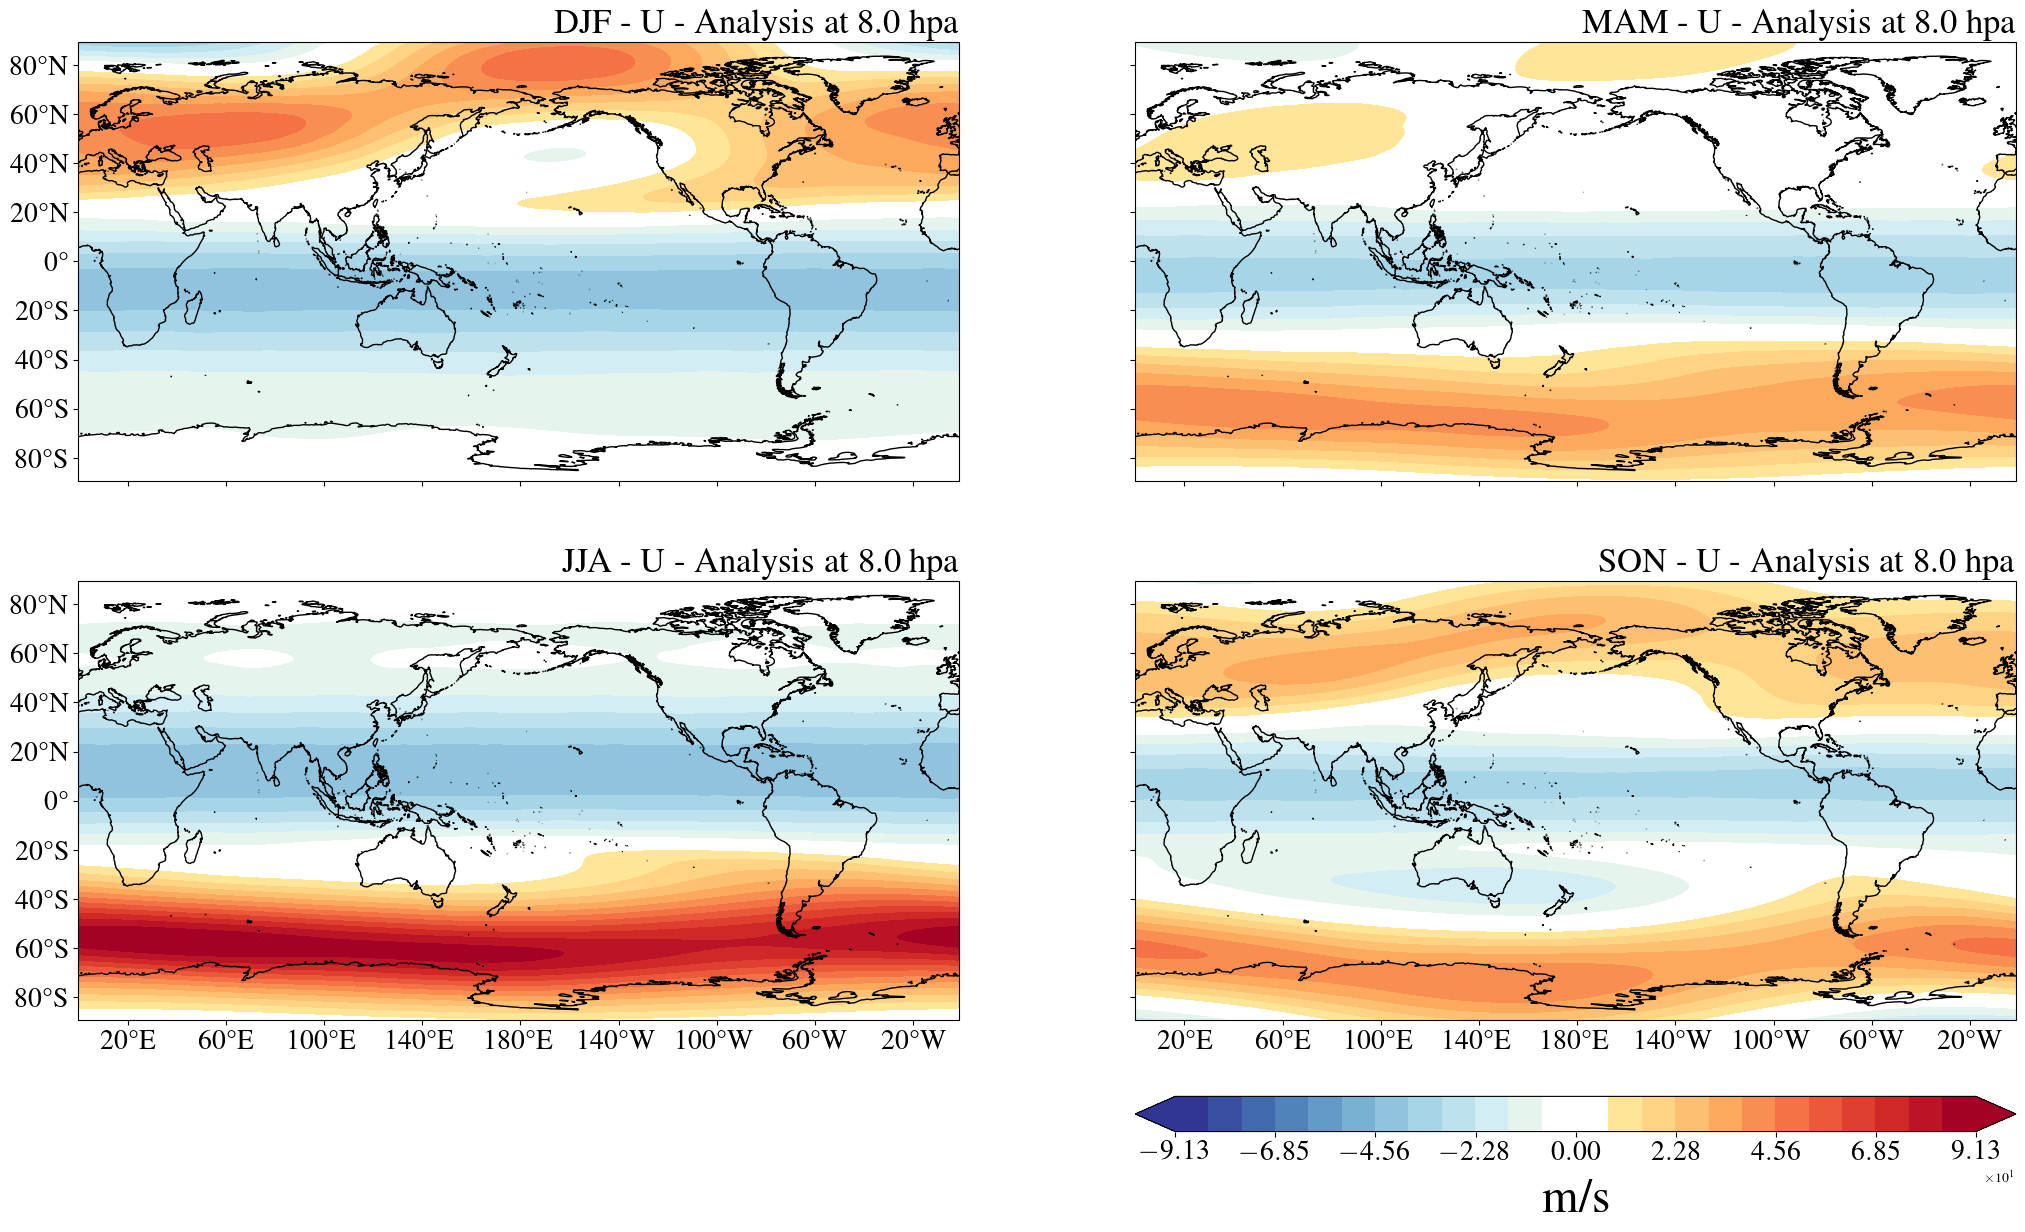 DJF - U - Analysis at 8.0 hpa
MAM - U - Analysis at 8.0 hpa
80°N
60°N
40°N
20°N
0°
20°S
40°S
60°S
80°S
JJA - U - Analysis at 8.0 hpa
SON - U - Analysis at 8.0 hpa
80°N
60°N
40°N
20°N
0°
20°S
40°S
60°S
80°S
20°E 60°E 100°E 140°E 180°E 140°W 100°W 60°W 20°W
20°E 60°E 100°E 140°E 180°E 140°W 100°W 60°W 20°W
−9.13 −6.85 −4.56 −2.28 0.00 2.28 4.56 6.85 9.13
×10¹
m/s